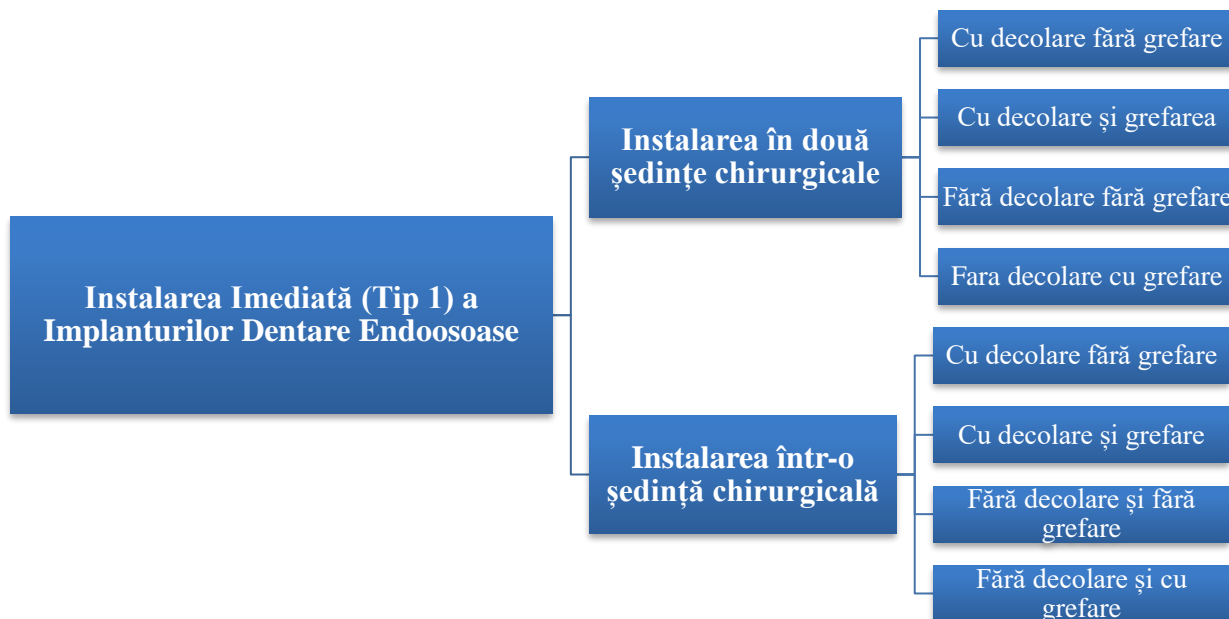 Instalarea Imediată (Tip 1) a
Implanturilor Dentare Endoosoase
Instalarea în două
ședințe chirurgicale
Cu decolare fără grefare
Cu decolare și grefarea
Fără decolare fără grefare
Fara decolare cu grefare
Instalarea într-o
ședință chirurgicală
Cu decolare fără grefare
Cu decolare și grefare
Fără decolare și fără
grefare
Fără decolare și cu
grefare